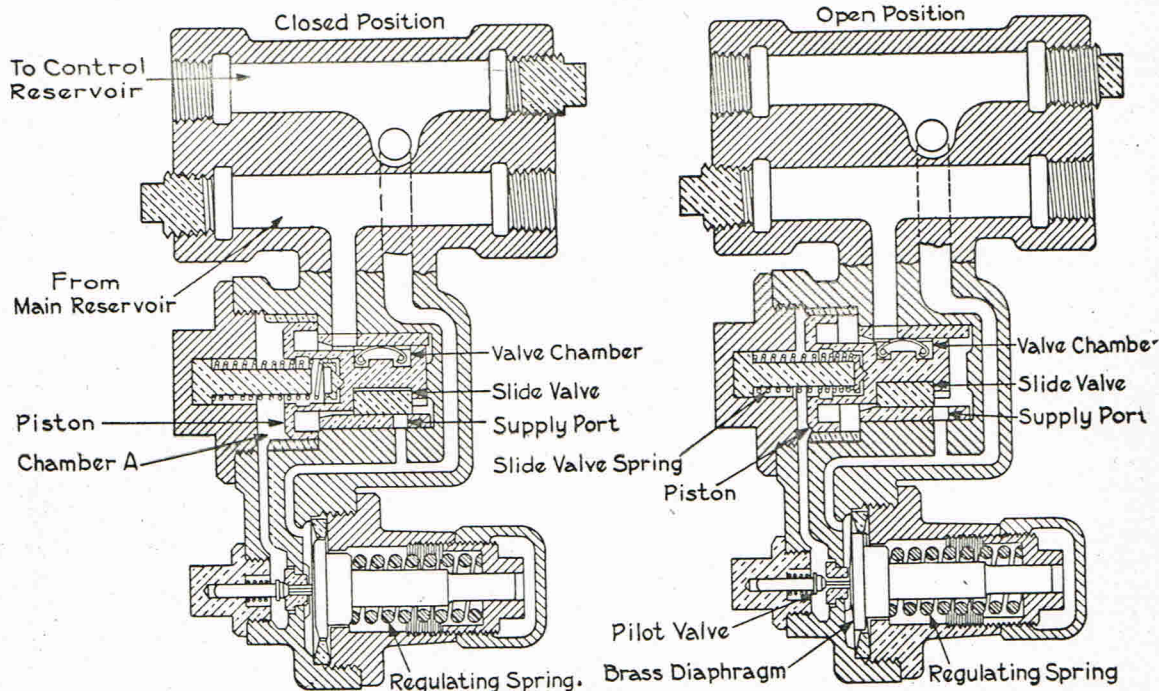 Closed Position
To Control
Reservoir
From
Main Reservoir
Valve Chamber
Slide Valve
Piston
Supply Port
Chamber A
Regulating Spring.
Open Position
Valve Chamber
Slide Valve
Supply Port
Slide Valve Spring
Piston
Pilot Valve
Brass Diaphragm
Regulating Spring